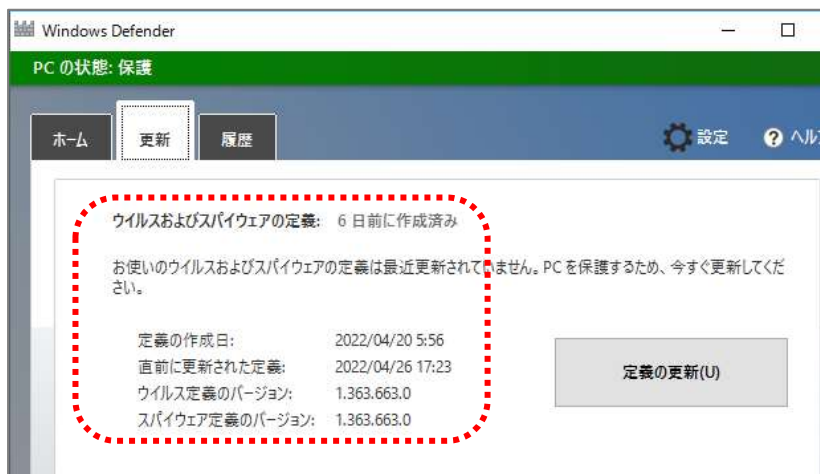 Windows Defender
PC の状態: 保護
ホーム 更新 履歴 設定 ? ヘル
ウイルスおよびスパイウェアの定義: 6 日前に作成済み
お使いのウイルスおよびスパイウェアの定義は最近更新されていません。PC を保護するため、今すぐ更新してくだ
さい。
定義の作成日: 2022/04/20 5:56
直前に更新された定義: 2022/04/26 17:23
定義の更新(U)
ウイルス定義のバージョン: 1.363.663.0
スパイウェア定義のバージョン: 1.363.663.0